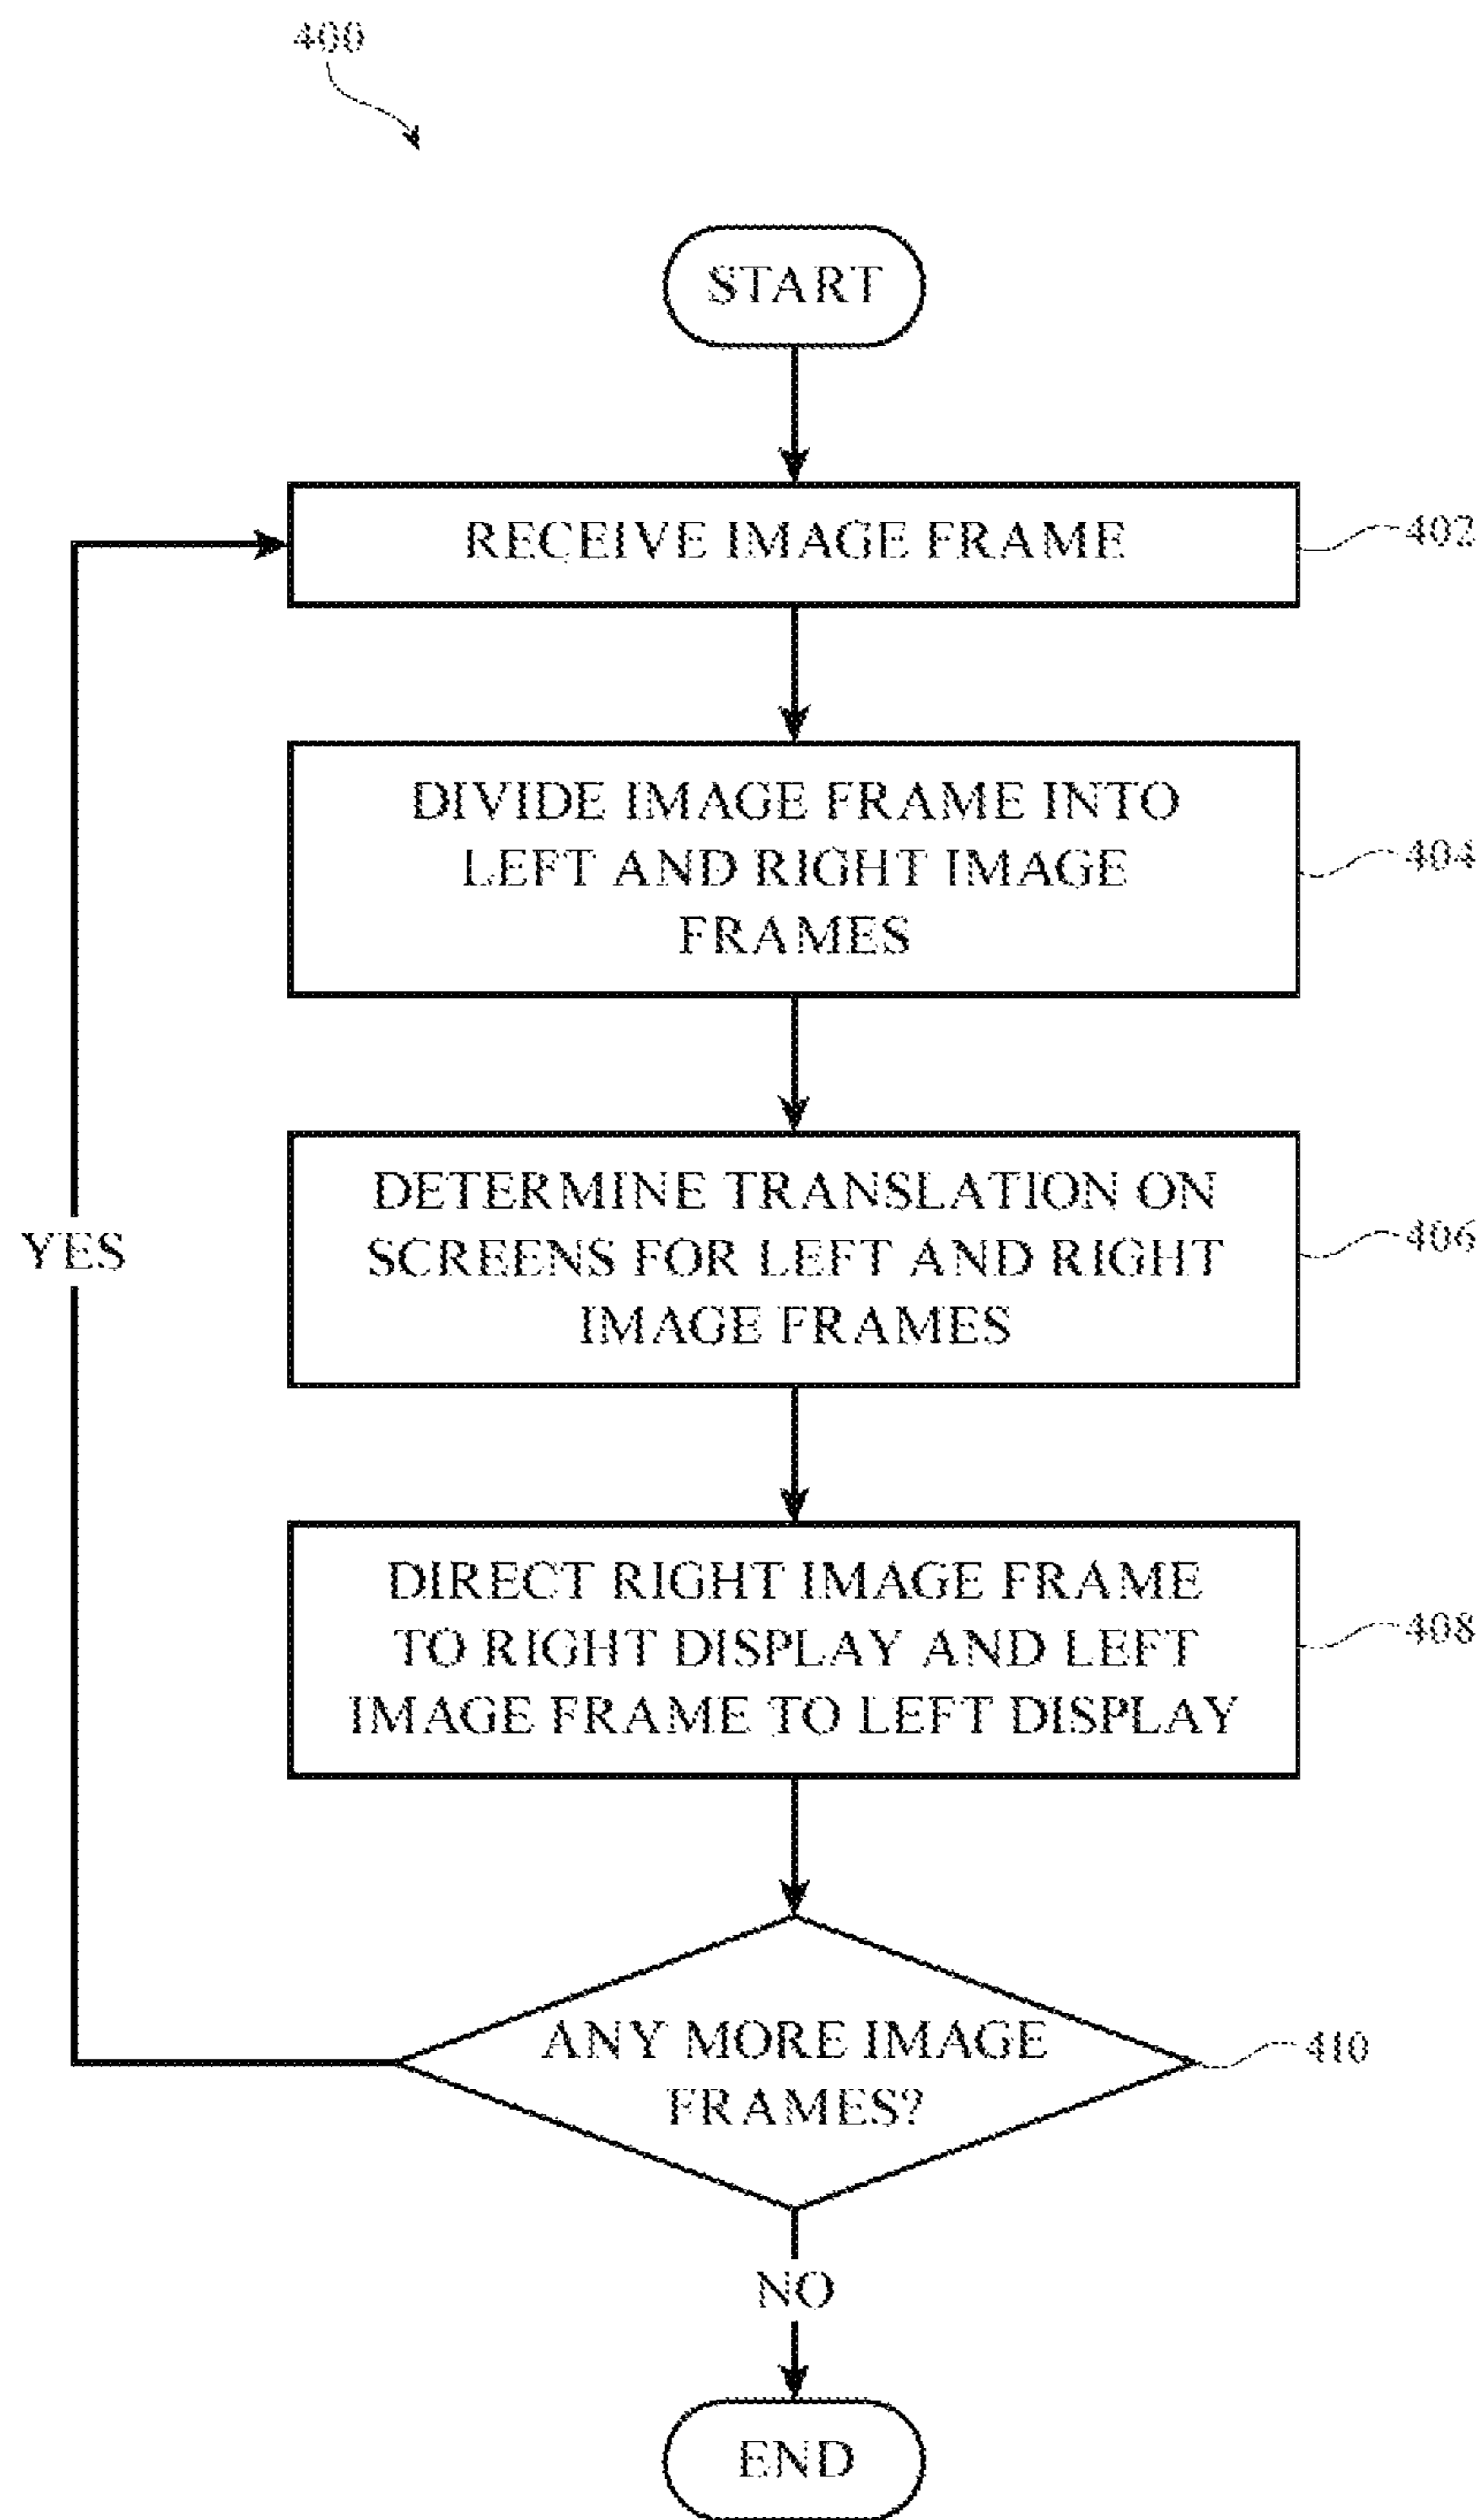 400
START
RECEIVE IMAGE FRAME
402
DIVIDE IMAGE FRAME INTO
LEFT AND RIGHT IMAGE
FRAMES
404
DETERMINE TRANSLATION ON
SCREENS FOR LEFT AND RIGHT
IMAGE FRAMES
406
YES
DIRECT RIGHT IMAGE FRAME
TO RIGHT DISPLAY AND LEFT
IMAGE FRAME TO LEFT DISPLAY
408
ANY MORE IMAGE
FRAMES?
410
NO
END